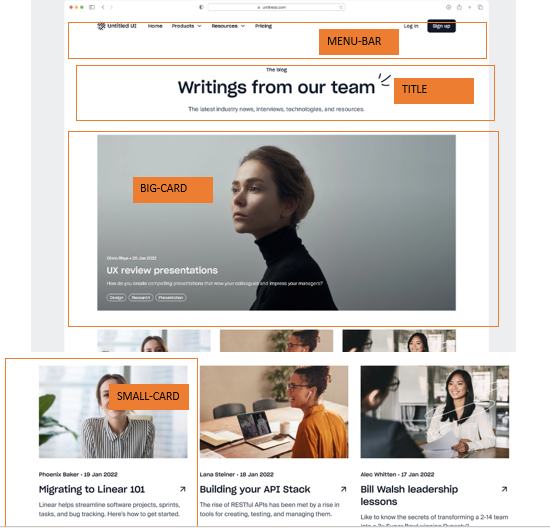 untitledui.com
Untitled UI Home Products Resources Pricing Log in Sign up
MENU-BAR
The blog
Writings from our team
TITLE
The latest industry news, interviews, technologies, and resources.
BIG-CARD
Olivia Rhye • 20 Jan 2022
UX review presentations
How do you create compelling presentations that wow your colleagues and impress your managers?
Design Research Presentation
SMALL-CARD
Phoenix Baker • 19 Jan 2022
Migrating to Linear 101
Linear helps streamline software projects, sprints,
tasks, and bug tracking. Here's how to get started.
Lana Steiner • 18 Jan 2022
Building your API Stack
The rise of RESTful APIs has been met by a rise in
tools for creating, testing, and managing them.
Alec Whitten • 17 Jan 2022
Bill Walsh leadership
lessons
Like to know the secrets of transforming a 2-14 team